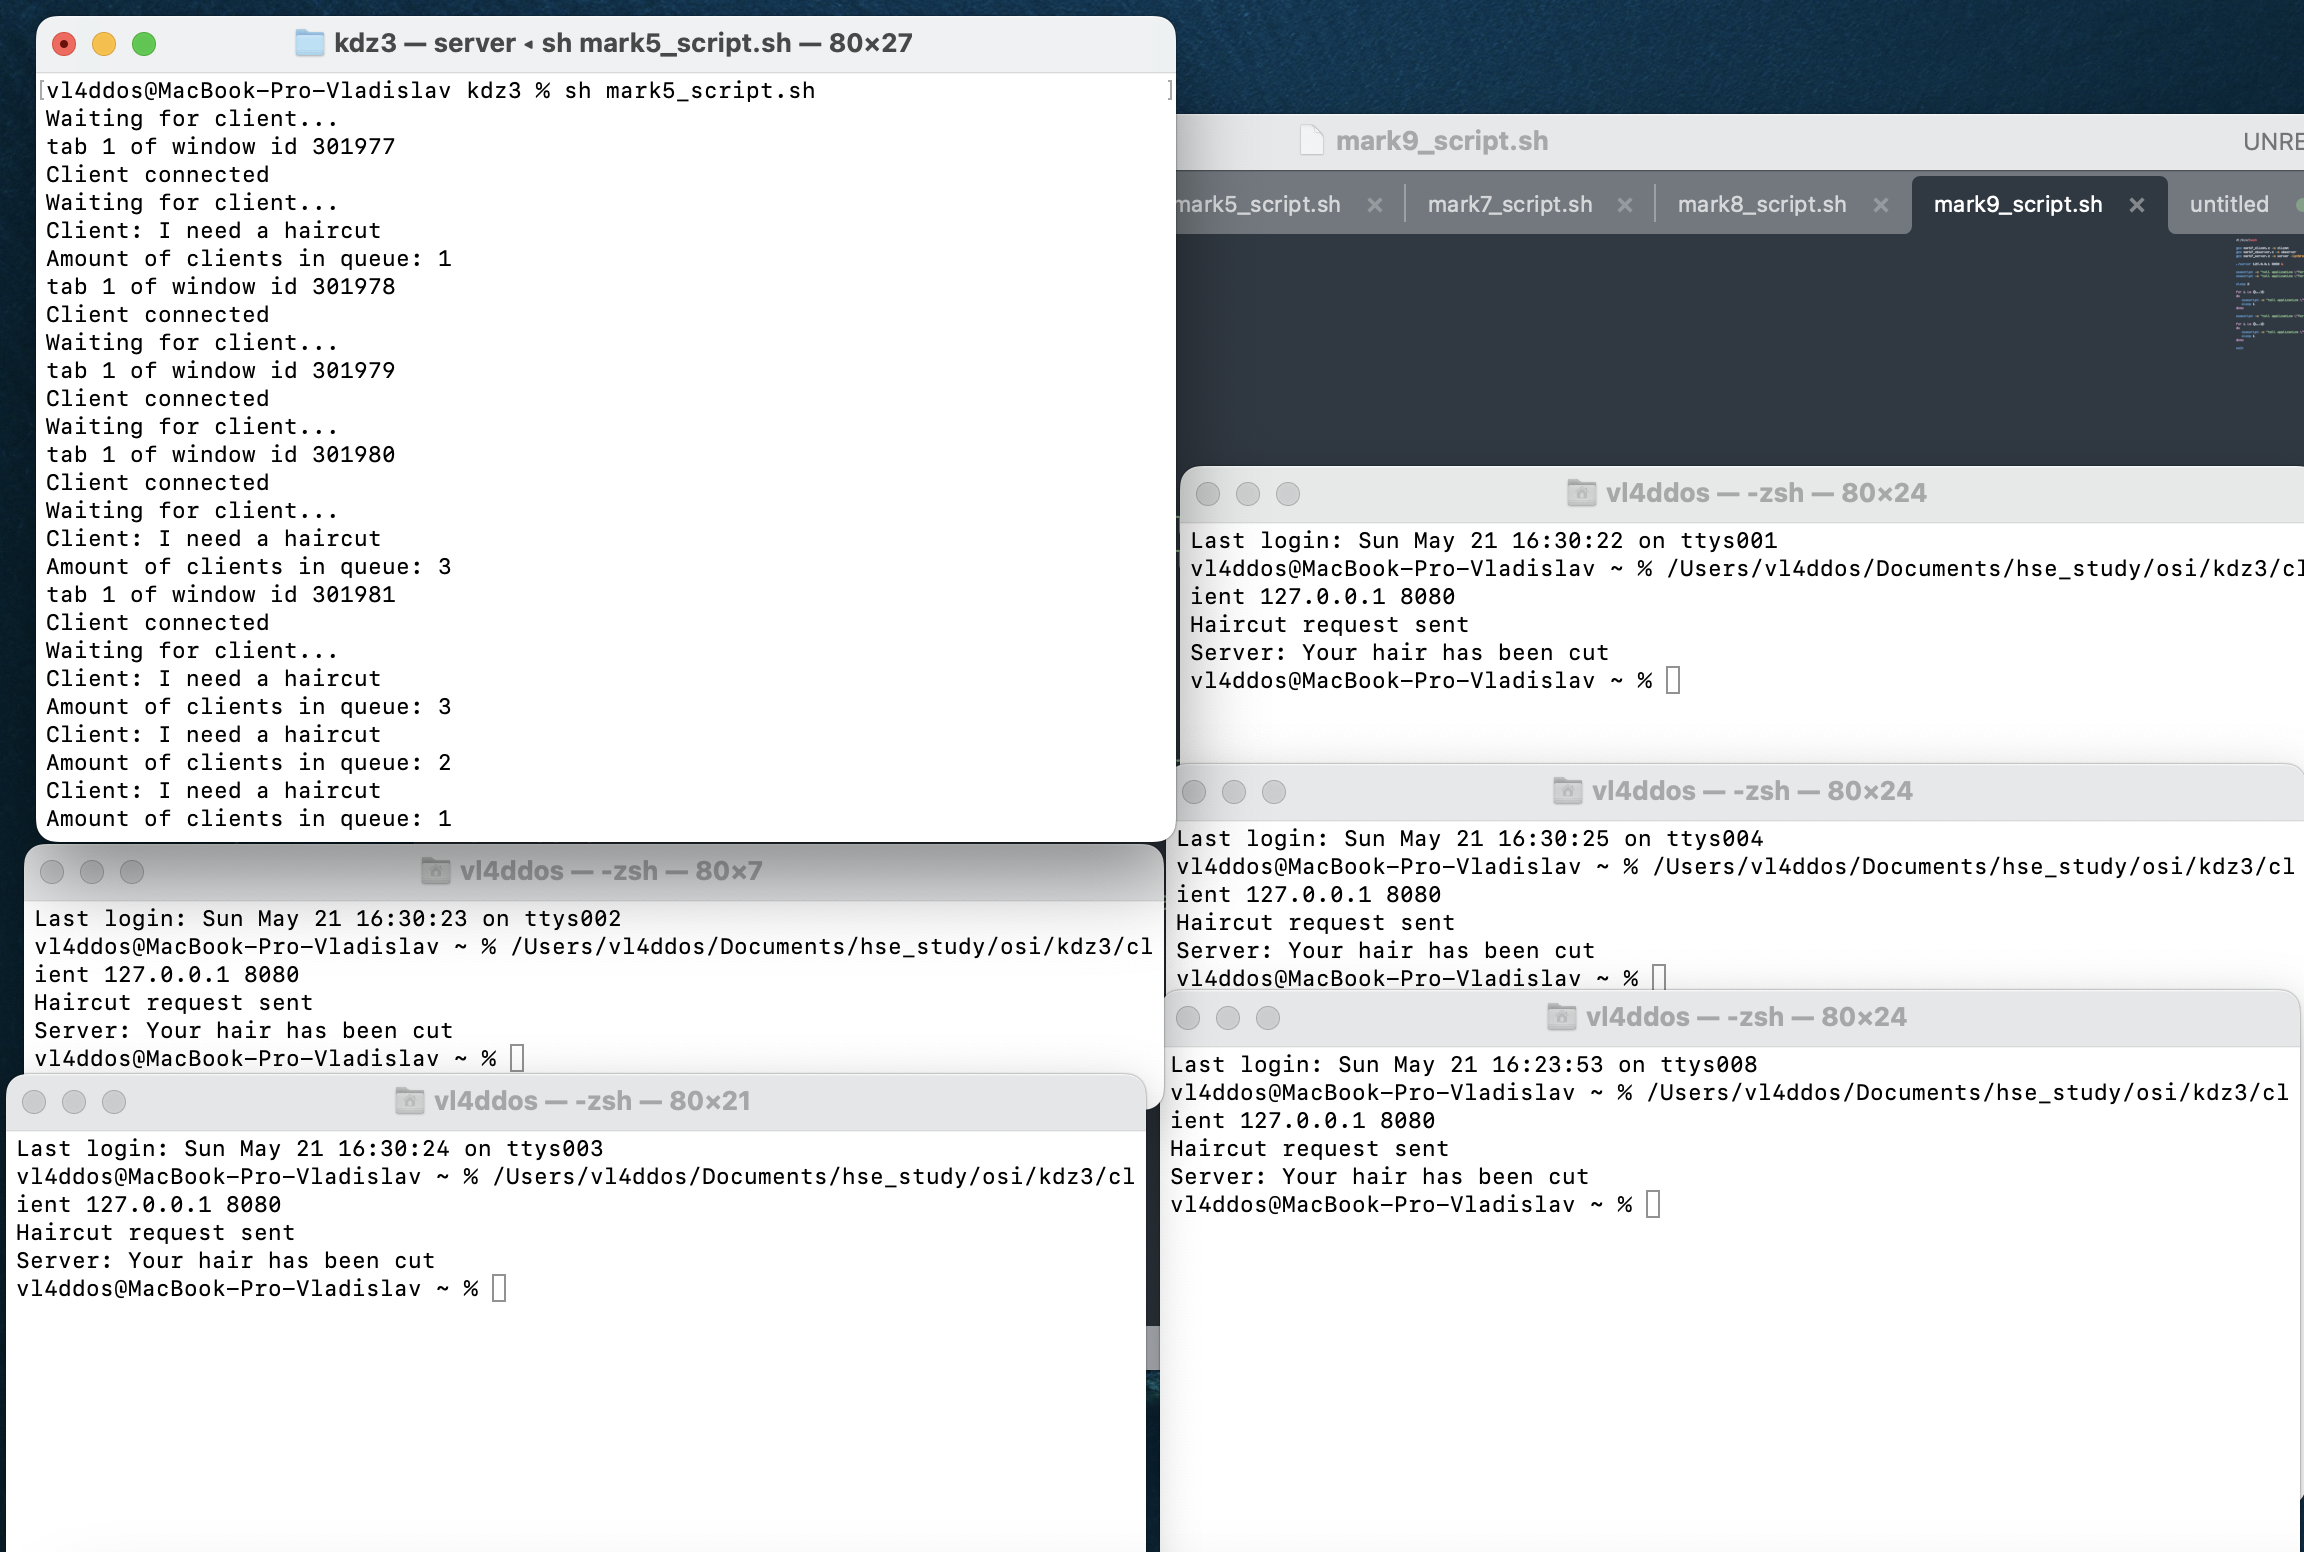 kdz3 — server ◂ sh mark5_script.sh — 80×27
[vl4ddos@MacBook-Pro-Vladislav kdz3 % sh mark5_script.sh ]
Waiting for client...
tab 1 of window id 301977
Client connected
Waiting for client...
Client: I need a haircut
Amount of clients in queue: 1
tab 1 of window id 301978
Client connected
Waiting for client...
tab 1 of window id 301979
Client connected
Waiting for client...
tab 1 of window id 301980
Client connected
Waiting for client...
Client: I need a haircut
Amount of clients in queue: 3
tab 1 of window id 301981
Client connected
Waiting for client...
Client: I need a haircut
Amount of clients in queue: 3
Client: I need a haircut
Amount of clients in queue: 2
Client: I need a haircut
Amount of clients in queue: 1
mark9_script.sh
UNRE
mark5_script.sh × mark7_script.sh × mark8_script.sh × mark9_script.sh × untitled
vl4ddos — -zsh — 80×24
Last login: Sun May 21 16:30:22 on ttys001
vl4ddos@MacBook-Pro-Vladislav ~ % /Users/vl4ddos/Documents/hse_study/osi/kdz3/cl
ient 127.0.0.1 8080
Haircut request sent
Server: Your hair has been cut
vl4ddos@MacBook-Pro-Vladislav ~ %
vl4ddos — -zsh — 80×24
Last login: Sun May 21 16:30:25 on ttys004
vl4ddos@MacBook-Pro-Vladislav ~ % /Users/vl4ddos/Documents/hse_study/osi/kdz3/cl
ient 127.0.0.1 8080
Haircut request sent
Server: Your hair has been cut
vl4ddos@MacBook-Pro-Vladislav ~ %
vl4ddos — -zsh — 80×7
Last login: Sun May 21 16:30:23 on ttys002
vl4ddos@MacBook-Pro-Vladislav ~ % /Users/vl4ddos/Documents/hse_study/osi/kdz3/cl
ient 127.0.0.1 8080
Haircut request sent
Server: Your hair has been cut
vl4ddos@MacBook-Pro-Vladislav ~ %
vl4ddos — -zsh — 80×24
Last login: Sun May 21 16:23:53 on ttys008
vl4ddos@MacBook-Pro-Vladislav ~ % /Users/vl4ddos/Documents/hse_study/osi/kdz3/cl
ient 127.0.0.1 8080
Haircut request sent
Server: Your hair has been cut
vl4ddos@MacBook-Pro-Vladislav ~ %
vl4ddos — -zsh — 80×21
Last login: Sun May 21 16:30:24 on ttys003
vl4ddos@MacBook-Pro-Vladislav ~ % /Users/vl4ddos/Documents/hse_study/osi/kdz3/cl
ient 127.0.0.1 8080
Haircut request sent
Server: Your hair has been cut
vl4ddos@MacBook-Pro-Vladislav ~ %